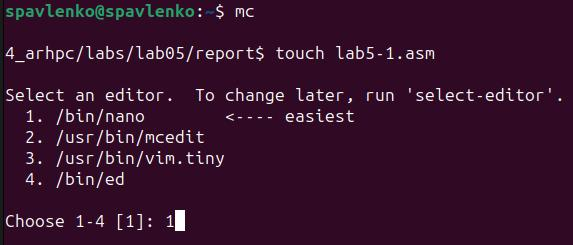 spavlenko@spavlenko:~$ mc
4_arhpc/labs/lab05/report$ touch lab5-1.asm
Select an editor.  To change later, run 'select-editor'.
  1. /bin/nano        <---- easiest
  2. /usr/bin/mcedit
  3. /usr/bin/vim.tiny
  4. /bin/ed
Choose 1-4 [1]: 1